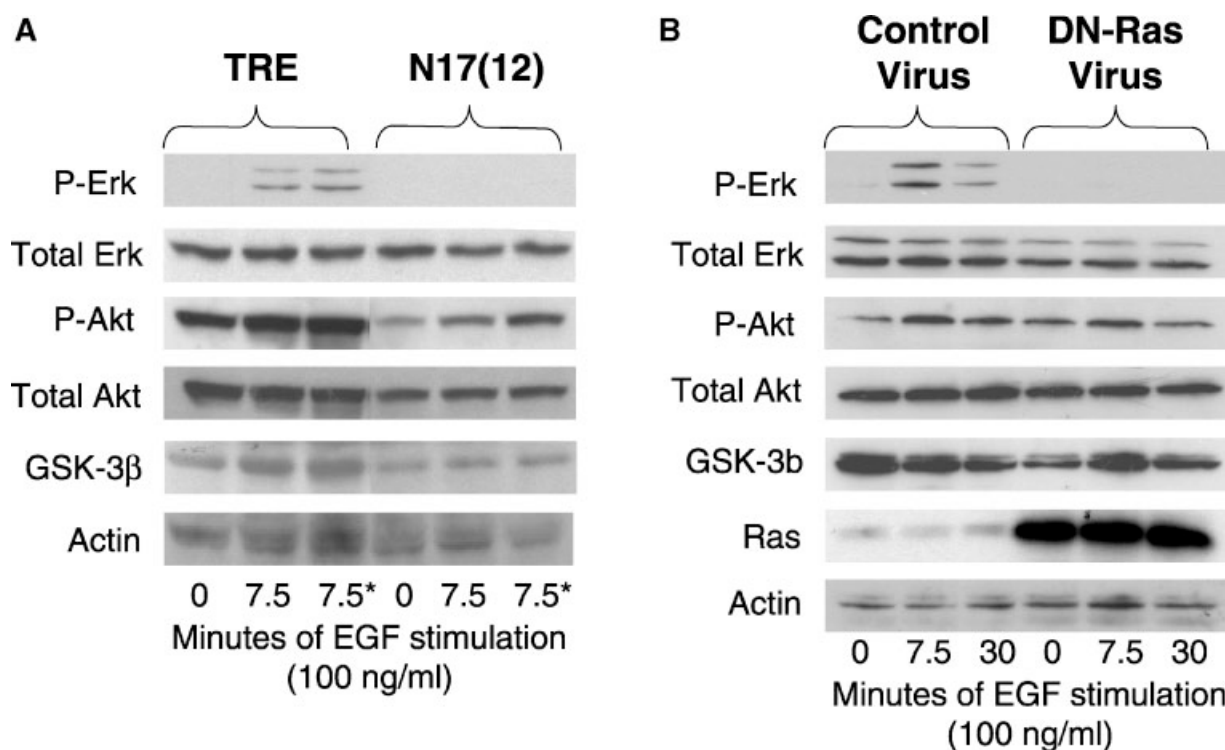 A
TRE N17(12)
P-Erk
Total Erk
P-Akt
Total Akt
GSK-3β
Actin
0 7.5 7.5* 0 7.5 7.5*
Minutes of EGF stimulation
(100 ng/ml)
B
Control DN-Ras
Virus Virus
P-Erk
Total Erk
P-Akt
Total Akt
GSK-3b
Ras
Actin
0 7.5 30 0 7.5 30
Minutes of EGF stimulation
(100 ng/ml)